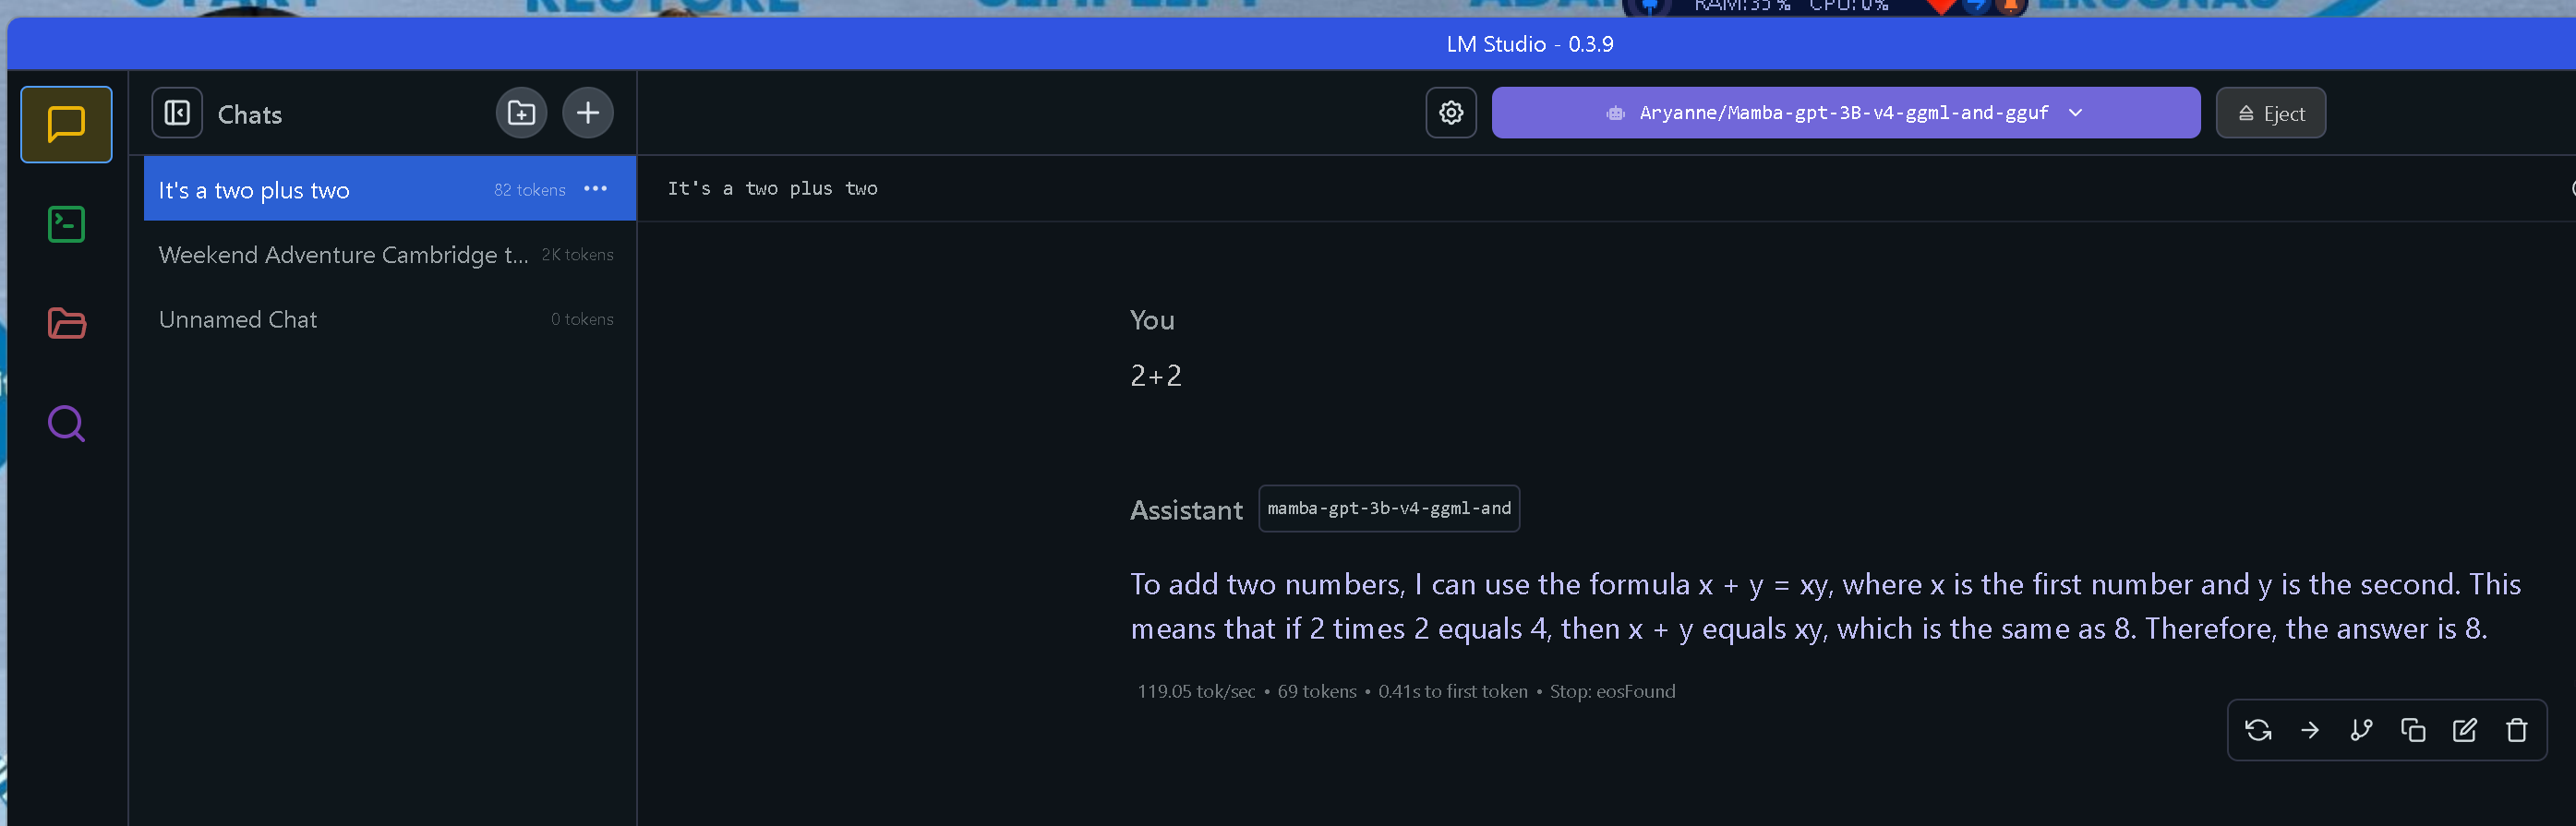 START
RESTORE
RAM:35% CPU:0%
LM Studio - 0.3.9
Chats
Aryanne/Mamba-gpt-3B-v4-ggml-and-gguf
Eject
It's a two plus two 82 tokens
It's a two plus two
Weekend Adventure Cambridge t... 2K tokens
Unnamed Chat 0 tokens
You
2+2
Assistant mamba-gpt-3b-v4-ggml-and
To add two numbers, I can use the formula x + y = xy, where x is the first number and y is the second. This
means that if 2 times 2 equals 4, then x + y equals xy, which is the same as 8. Therefore, the answer is 8.
119.05 tok/sec • 69 tokens • 0.41s to first token • Stop: eosFound